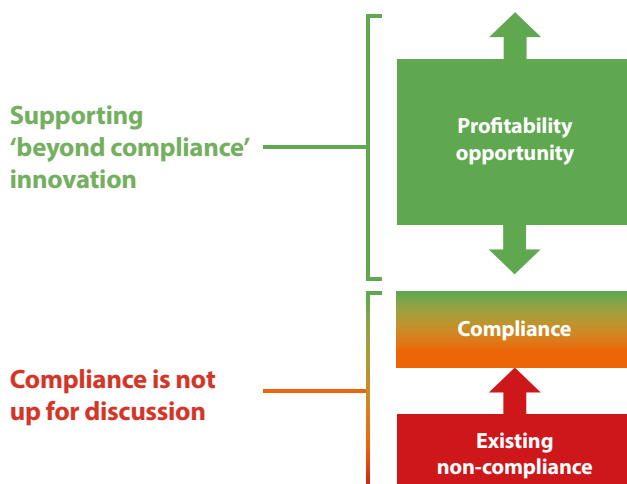 Supporting
‘beyond compliance’
innovation
Profitability
opportunity
Compliance
Compliance is not
up for discussion
Existing
non-compliance